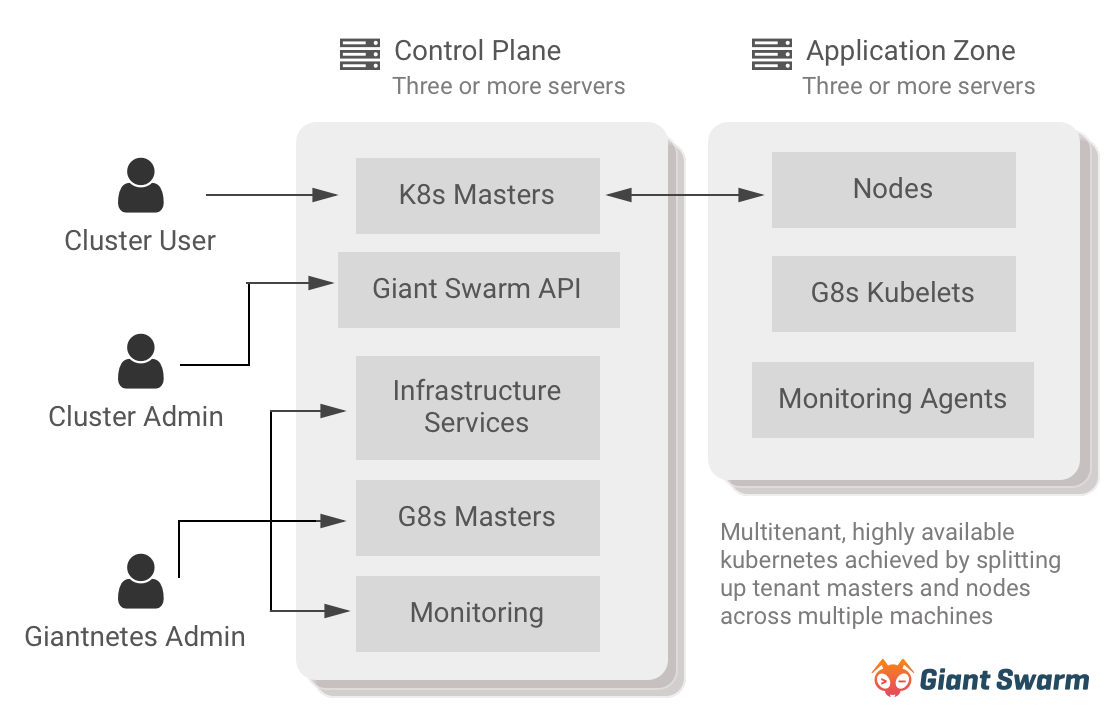 Control Plane
Three or more servers
Application Zone
Three or more servers
Cluster User
Cluster Admin
Giantnetes Admin
K8s Masters
Giant Swarm API
Infrastructure
Services
G8s Masters
Monitoring
Nodes
G8s Kubelets
Monitoring Agents
Multitenant, highly available
kubernetes achieved by splitting
up tenant masters and nodes
across multiple machines
Giant Swarm